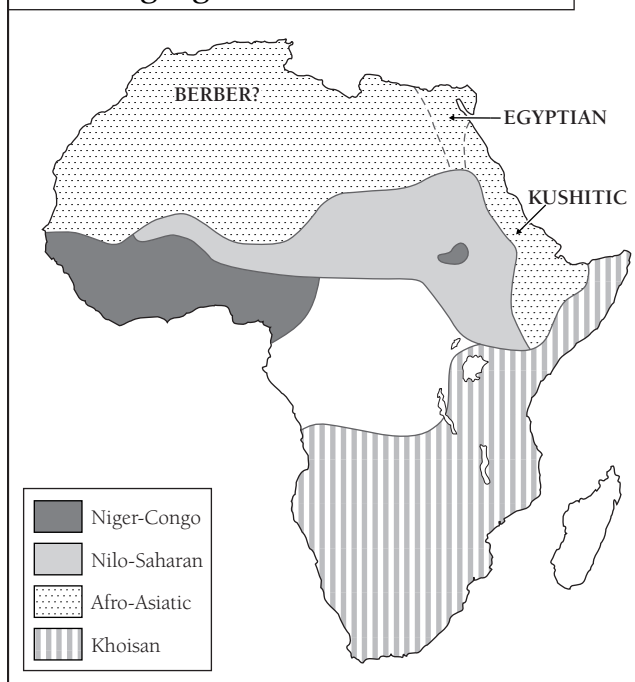 BERBER?
EGYPTIAN
KUSHITIC
Niger-Congo
Nilo-Saharan
Afro-Asiatic
Khoisan